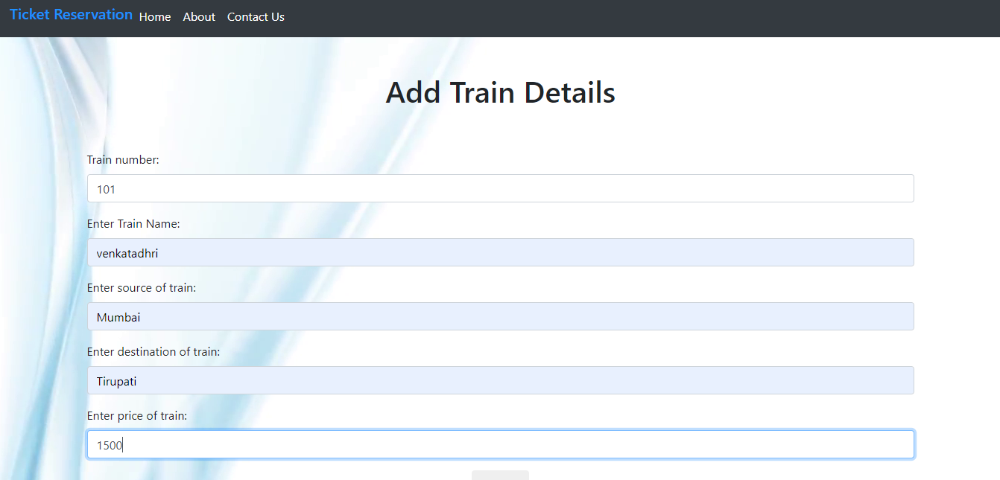 Ticket Reservation Home About Contact Us
Add Train Details
Train number:
101
Enter Train Name:
venkatadhri
Enter source of train:
Mumbai
Enter destination of train:
Tirupati
Enter price of train:
1500